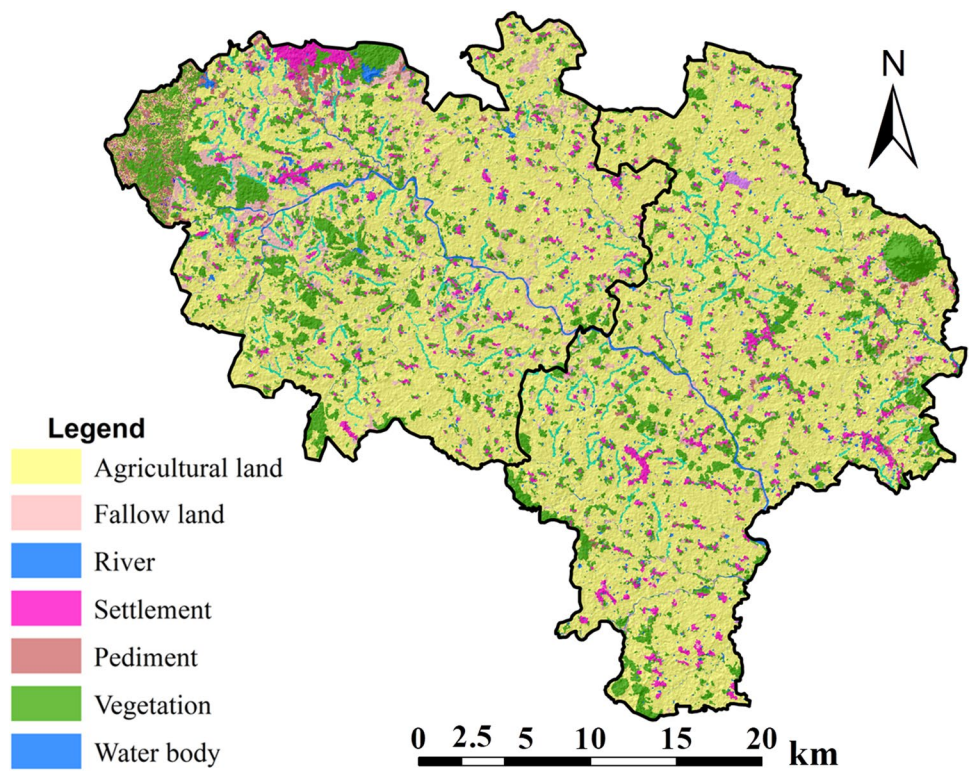 N
Legend
Agricultural land
Fallow land
River
Settlement
Pediment
Vegetation
Water body
0 2.5 5 10 15 20 km